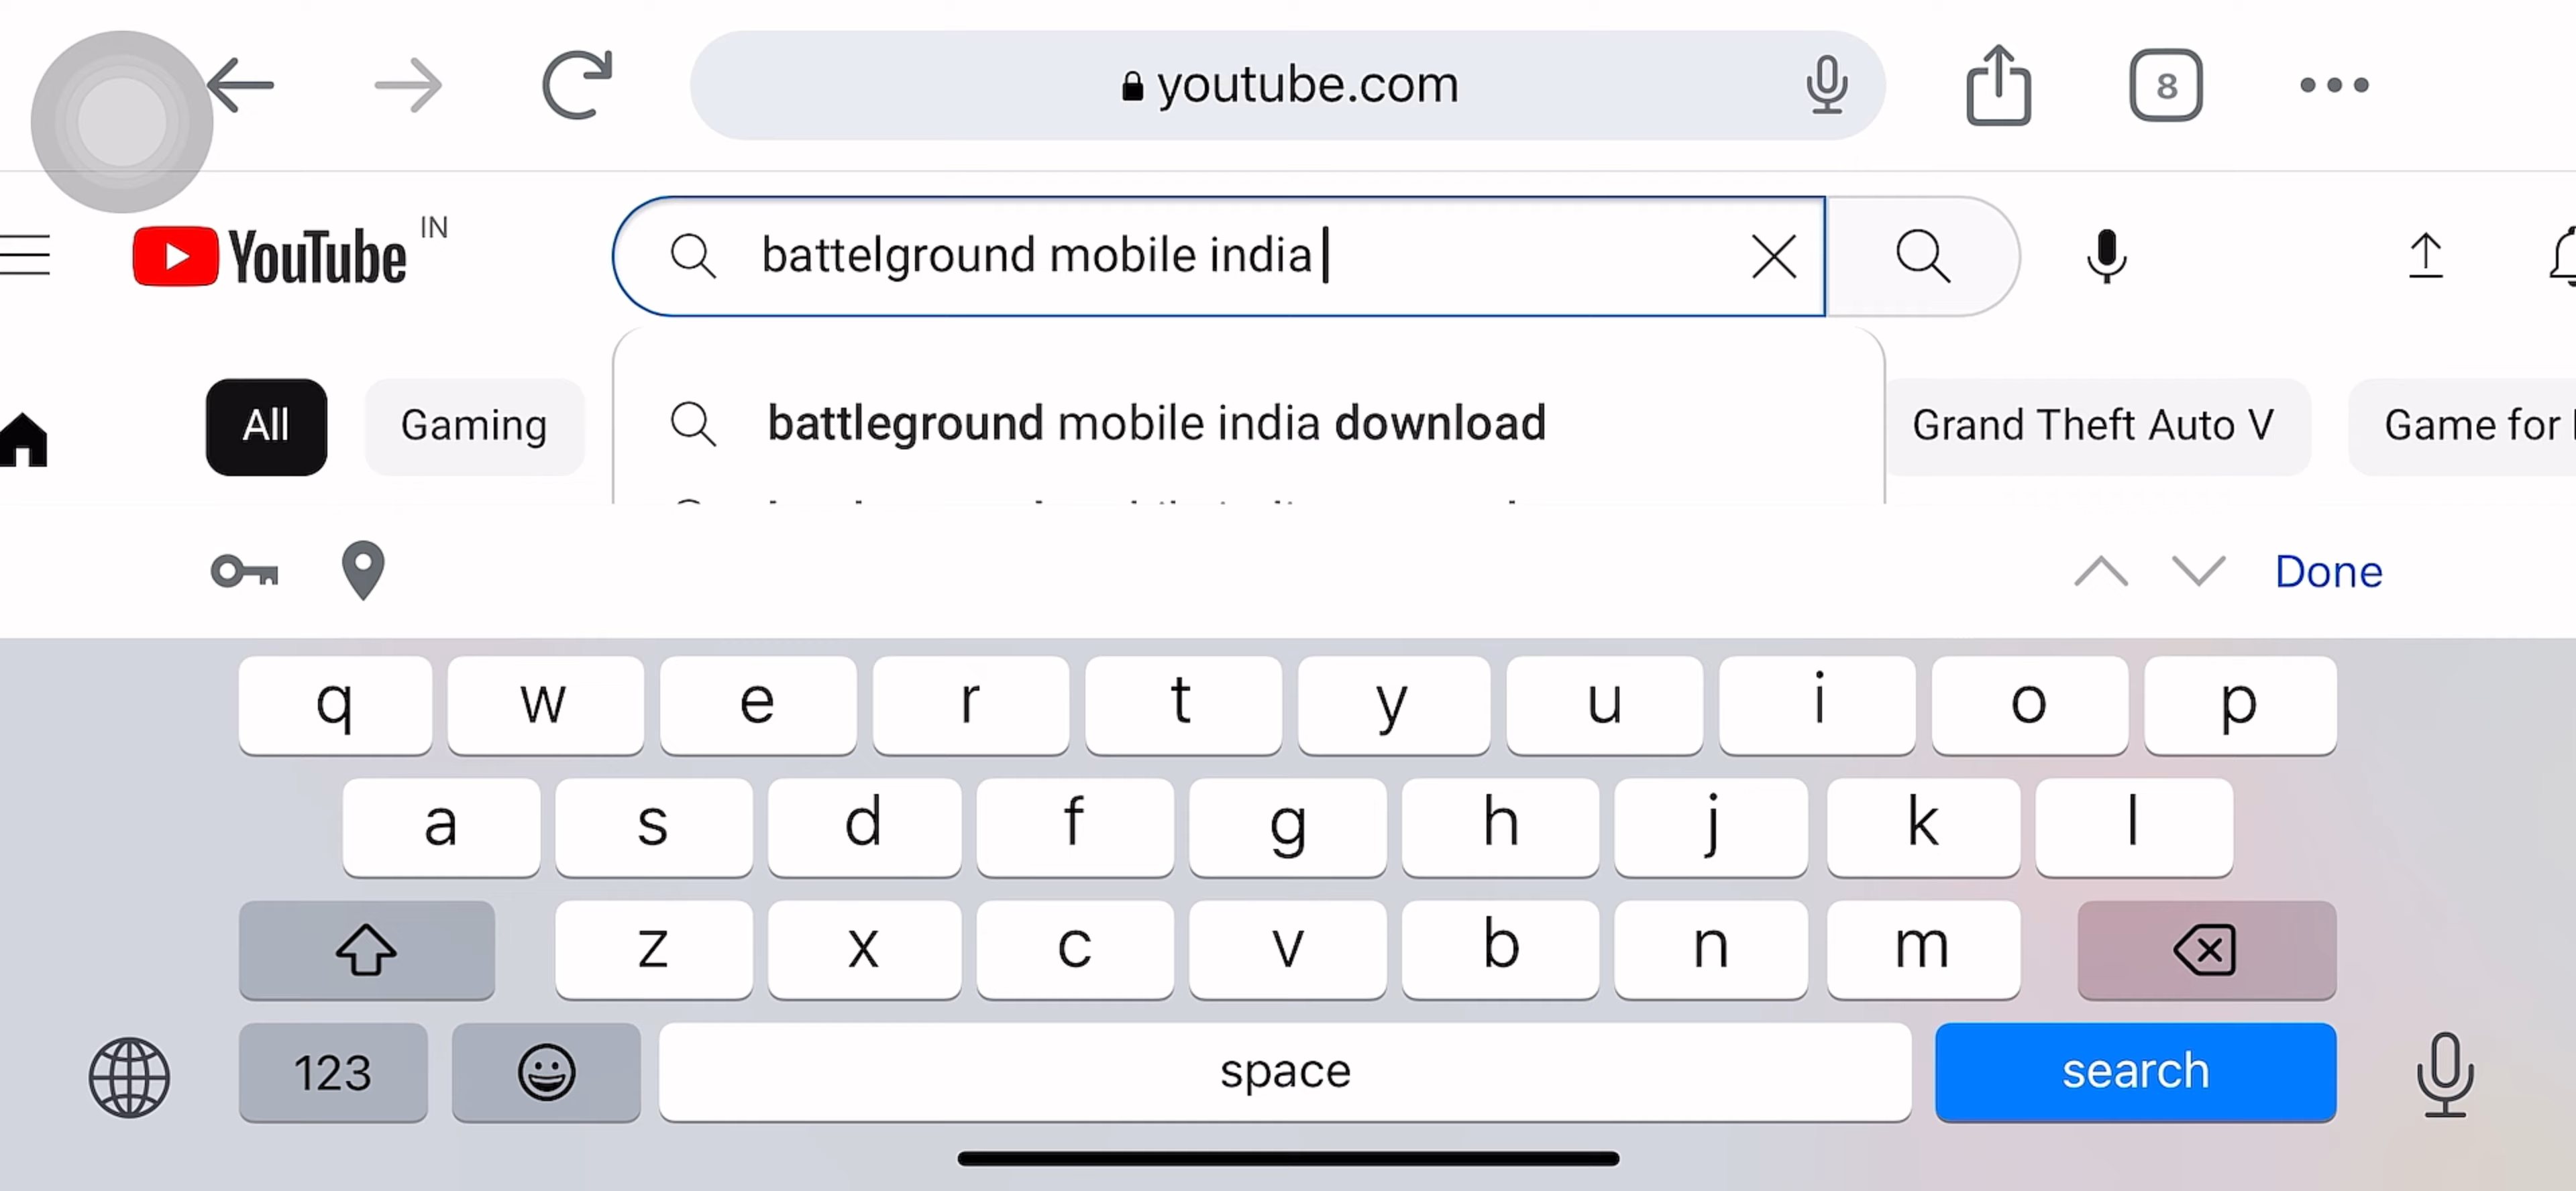 youtube.com
8
YouTube IN
battelground mobile india
All
Gaming
battleground mobile india download
Grand Theft Auto V
Game for
Done
q w e r t y u i o p
a s d f g h j k l
z x c v b n m
123
space
search